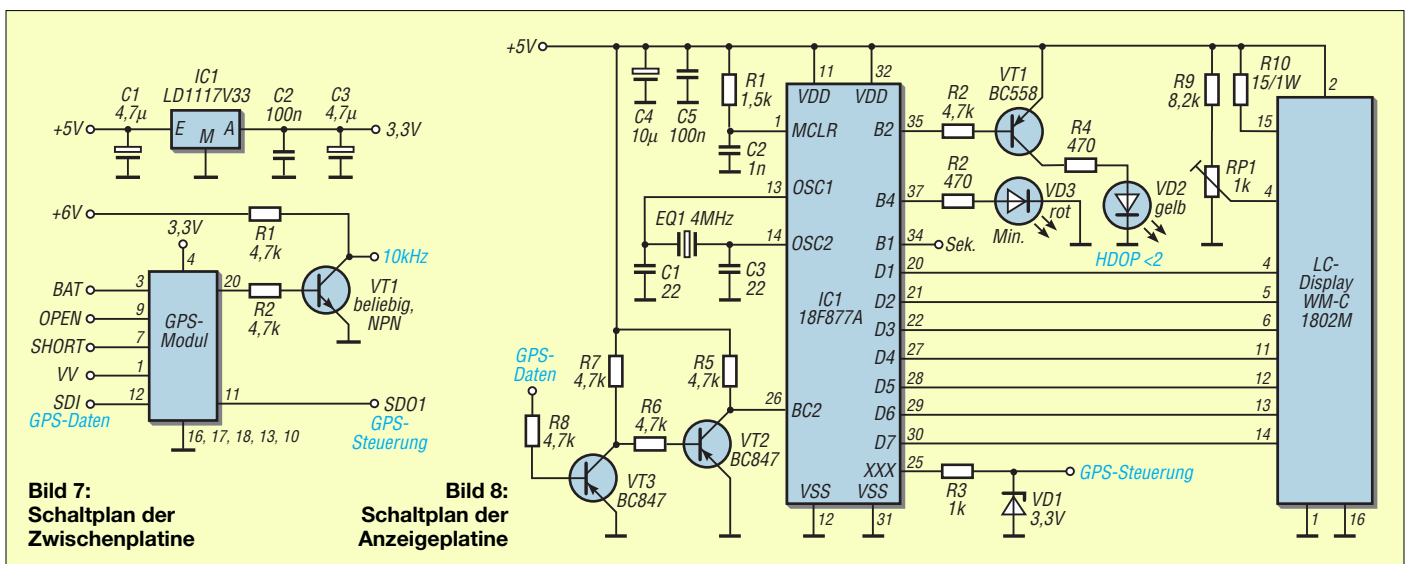 IC1
LD1117V33
C1
4,7µ
C2
100n
C3
4,7µ
+5V
E
M
A
3,3V
+6V
3,3V
R1
4,7k
10kHz
4
BAT
3
20
OPEN
9
R2
4,7k
VT1
beliebig,
NPN
SHORT
7
GPS-
Modul
VV
1
SDI
12
11
SDO1
GPS-Daten
GPS-
Steuerung
16, 17, 18, 13, 10
Bild 7:
Schaltplan der
Zwischenplatine
+5V
C4
10µ
C5
100n
R1
1,5k
11
32
VDD
VDD
1
MCLR
C2
1n
13
OSC1
EQ1 4MHz
14
OSC2
C1
22
C3
22
B2
35
R2
4,7k
VT1
BC558
R4
470
B4
37
R2
470
VD3
rot
Min.
VD2
gelb
HDOP <2
B1
34
Sek.
R9
8,2k
R10
15/1W
2
15
RP1
1k
4
IC1
18F877A
D1
20
4
D2
21
5
D3
22
6
D4
27
11
D5
28
12
D6
29
13
D7
30
14
LC-
Display
WM-C
1802M
GPS-
Daten
R7
4,7k
R5
4,7k
26
BC2
R8
4,7k
R6
4,7k
VT2
BC847
VT3
BC847
XXX
25
R3
1k
GPS-Steuerung
VD1
3,3V
VSS
VSS
12
31
1
16
Bild 8:
Schaltplan der
Anzeigeplatine